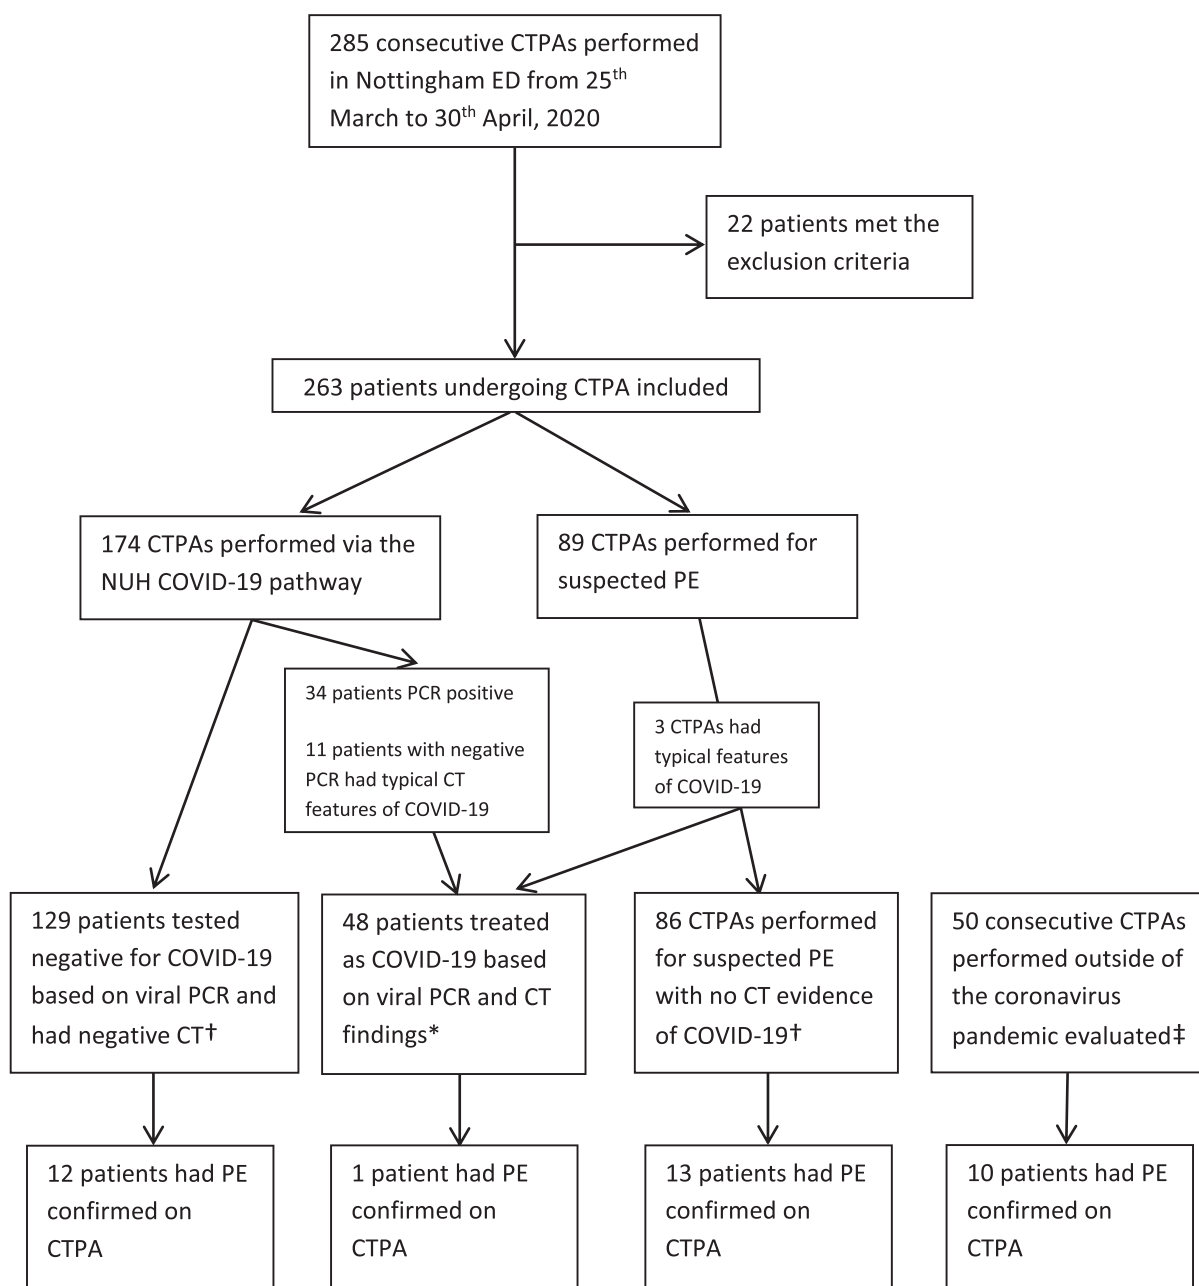 285 consecutive CTPAs performed
in Nottingham ED from 25th
March to 30th April, 2020
22 patients met the
exclusion criteria
263 patients undergoing CTPA included
174 CTPAs performed via the
NUH COVID-19 pathway
89 CTPAs performed for
suspected PE
34 patients PCR positive
11 patients with negative
PCR had typical CT
features of COVID-19
3 CTPAs had
typical features
of COVID-19
129 patients tested
negative for COVID-19
based on viral PCR and
had negative CT†
48 patients treated
as COVID-19 based
on viral PCR and CT
findings*
86 CTPAs performed
for suspected PE
with no CT evidence
of COVID-19†
50 consecutive CTPAs
performed outside of
the coronavirus
pandemic evaluated‡
12 patients had PE
confirmed on
CTPA
1 patient had PE
confirmed on
CTPA
13 patients had PE
confirmed on
CTPA
10 patients had PE
confirmed on
CTPA